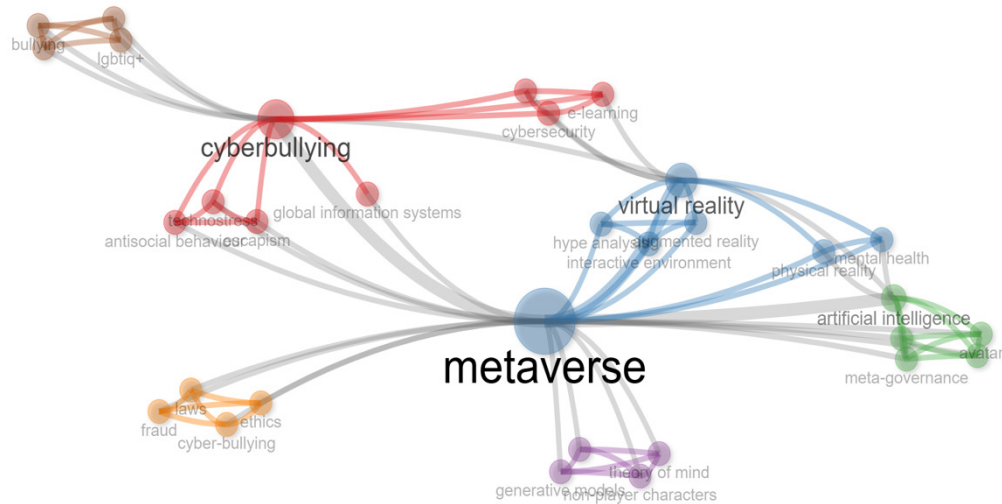 bullying
lgbtiq+
cyberbullying
e-learning
cybersecurity
virtual reality
technostress
global information systems
antisocial behaviour
escapism
hype analysis
augmented reality
interactive environment
mental health
physical reality
artificial intelligence
avatar
meta-governance
metaverse
laws
ethics
fraud
cyber-bullying
theory of mind
generative models
non-player characters